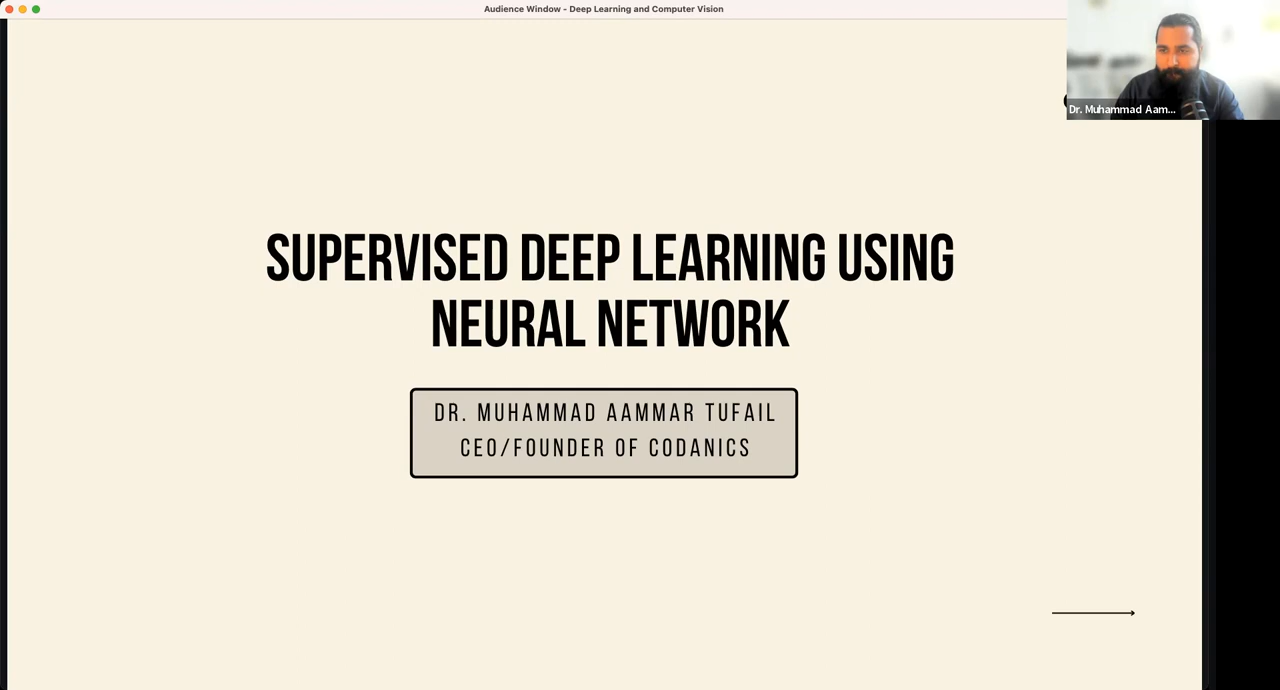 Audience Window - Deep Learning and Computer Vision
Dr. Muhammad Aam...
SUPERVISED DEEP LEARNING USING
NEURAL NETWORK
DR. MUHAMMAD AAMMAR TUFAIL
CEO/FOUNDER OF CODANICS